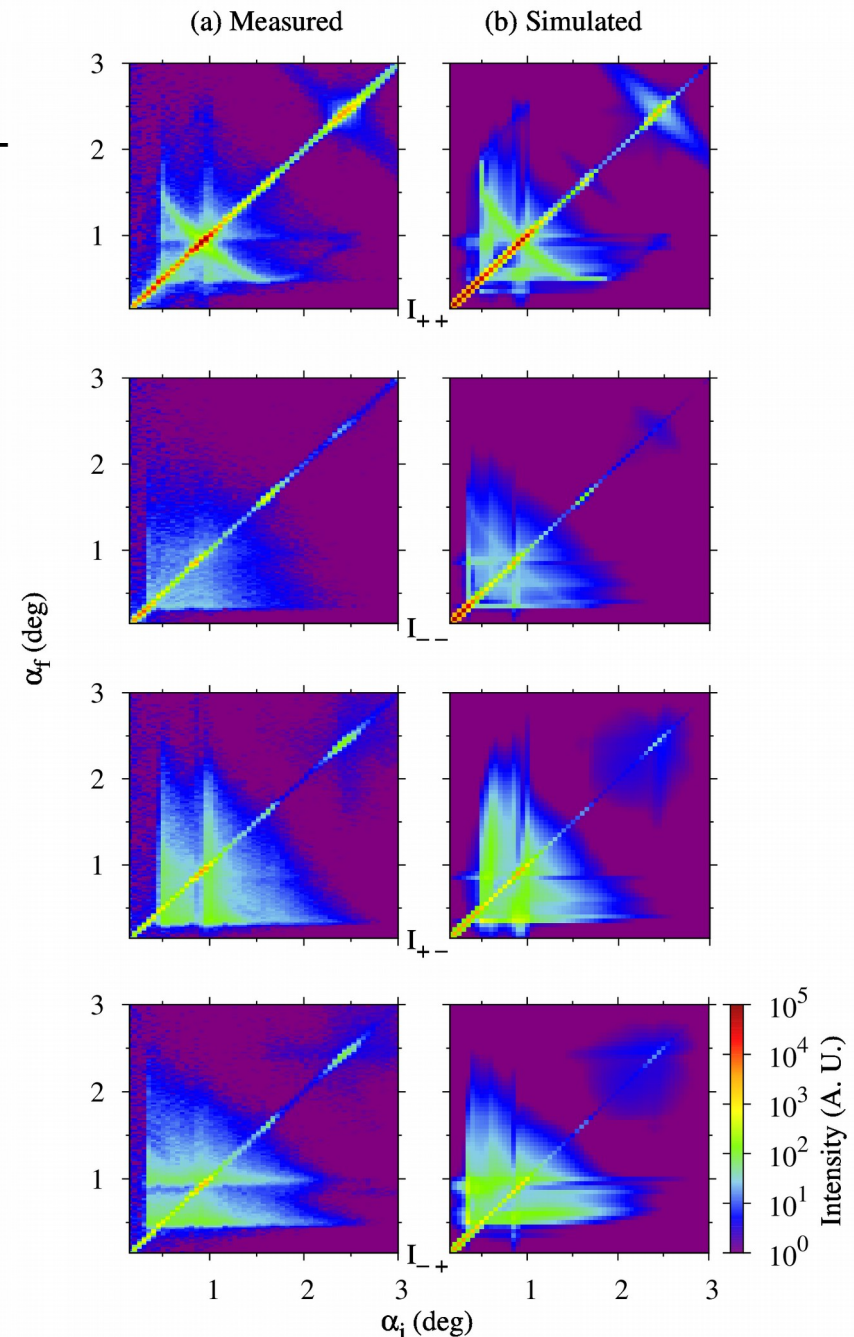 (a) Measured (b) Simulated
3
2
1
I++
3
2
1
I−−
3
2
1
I+−
3
2
1
I−+
1 2 3 1 2 3
αi (deg)
αf (deg)
10^5
10^4
10^3
10^2
10^1
10^0
Intensity (A. U.)